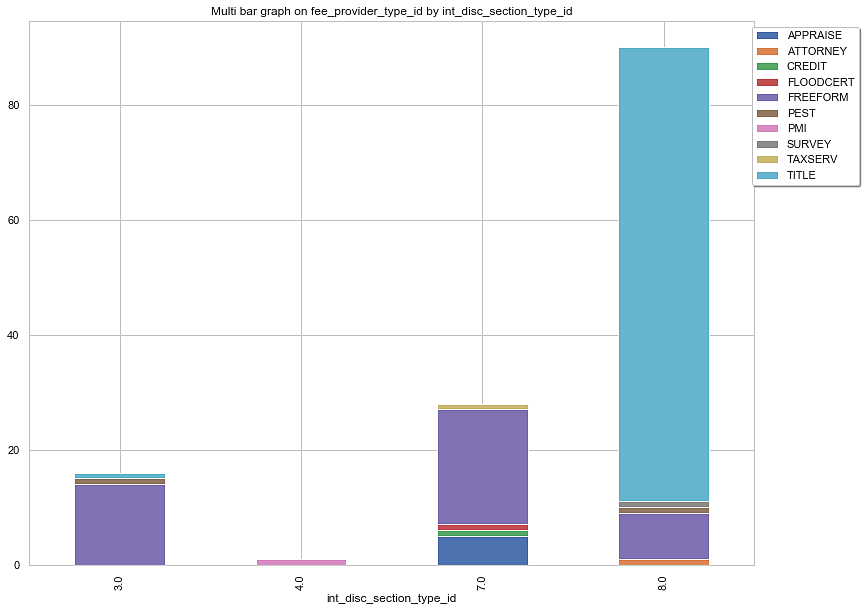 Multi bar graph on fee_provider_type_id by int_disc_section_type_id
APPRAISE
ATTORNEY
CREDIT
FLOODCERT
FREEFORM
PEST
PMI
SURVEY
TAXSERV
TITLE
80
60
40
20
0
3.0
4.0
7.0
8.0
int_disc_section_type_id